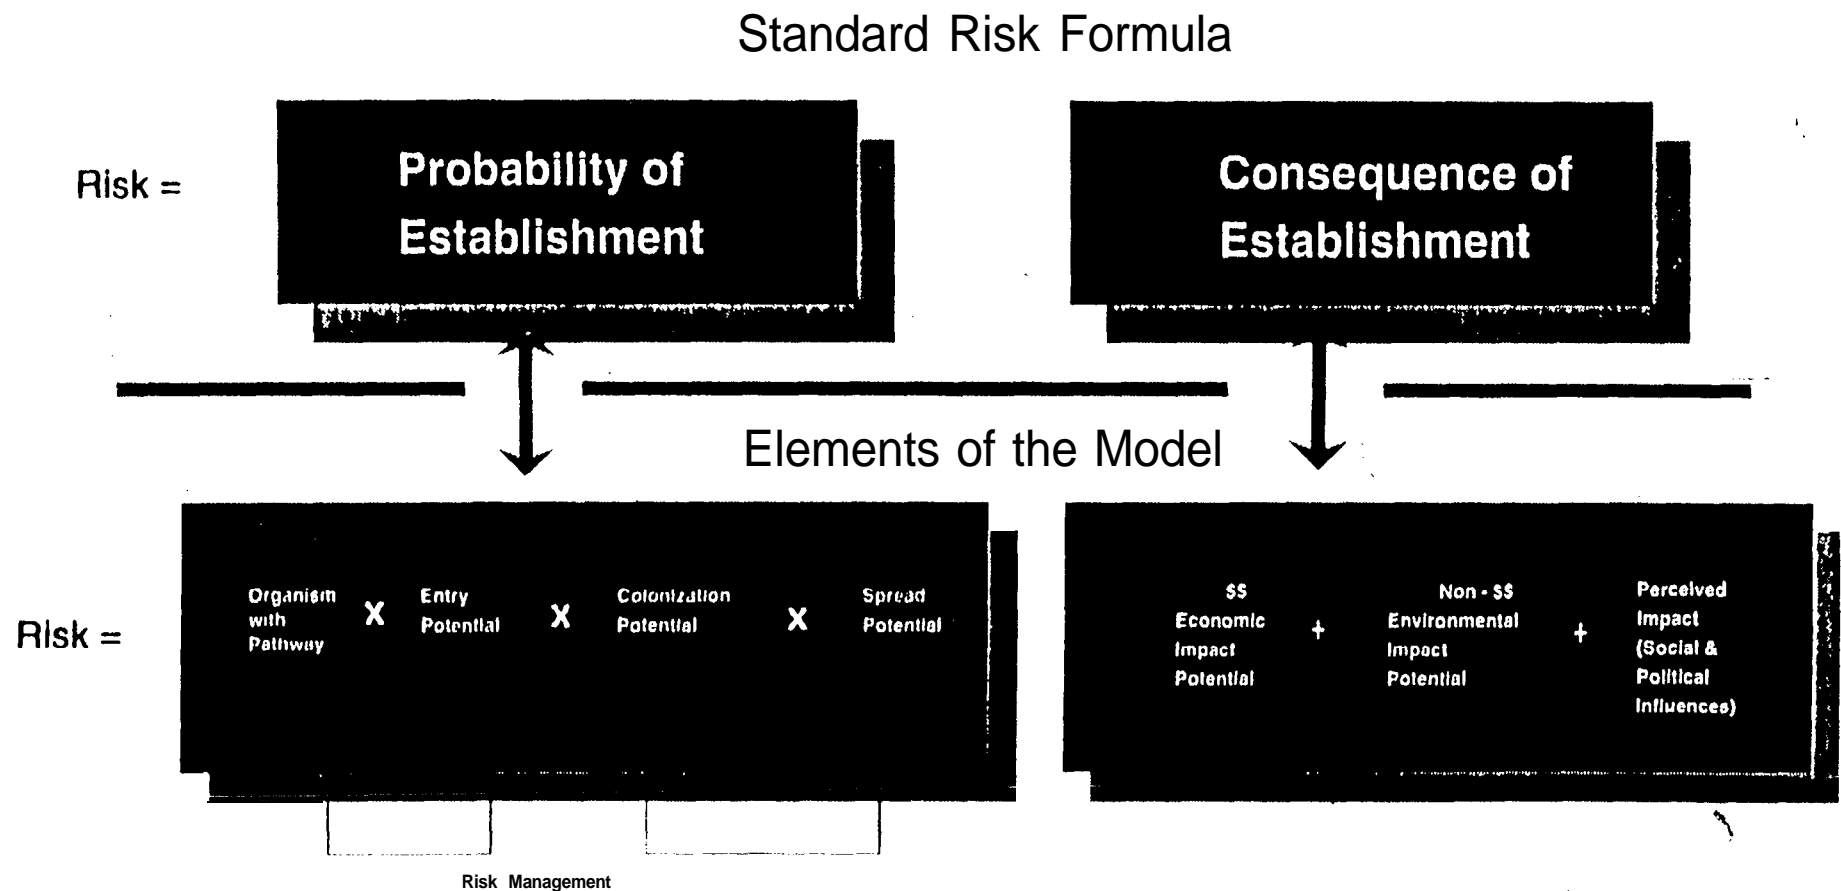 Standard Risk Formula
Risk =
Probability of
Establishment
Consequence of
Establishment
Elements of the Model
Risk =
Organism
with
Pathway
X
Entry
Potential
X
Colonization
Potential
X
Spread
Potential
$$
Economic
Impact
Potential
+
Non - $$
Environmental
Impact
Potential
+
Perceived
Impact
(Social &
Political
Influences)
Risk Management